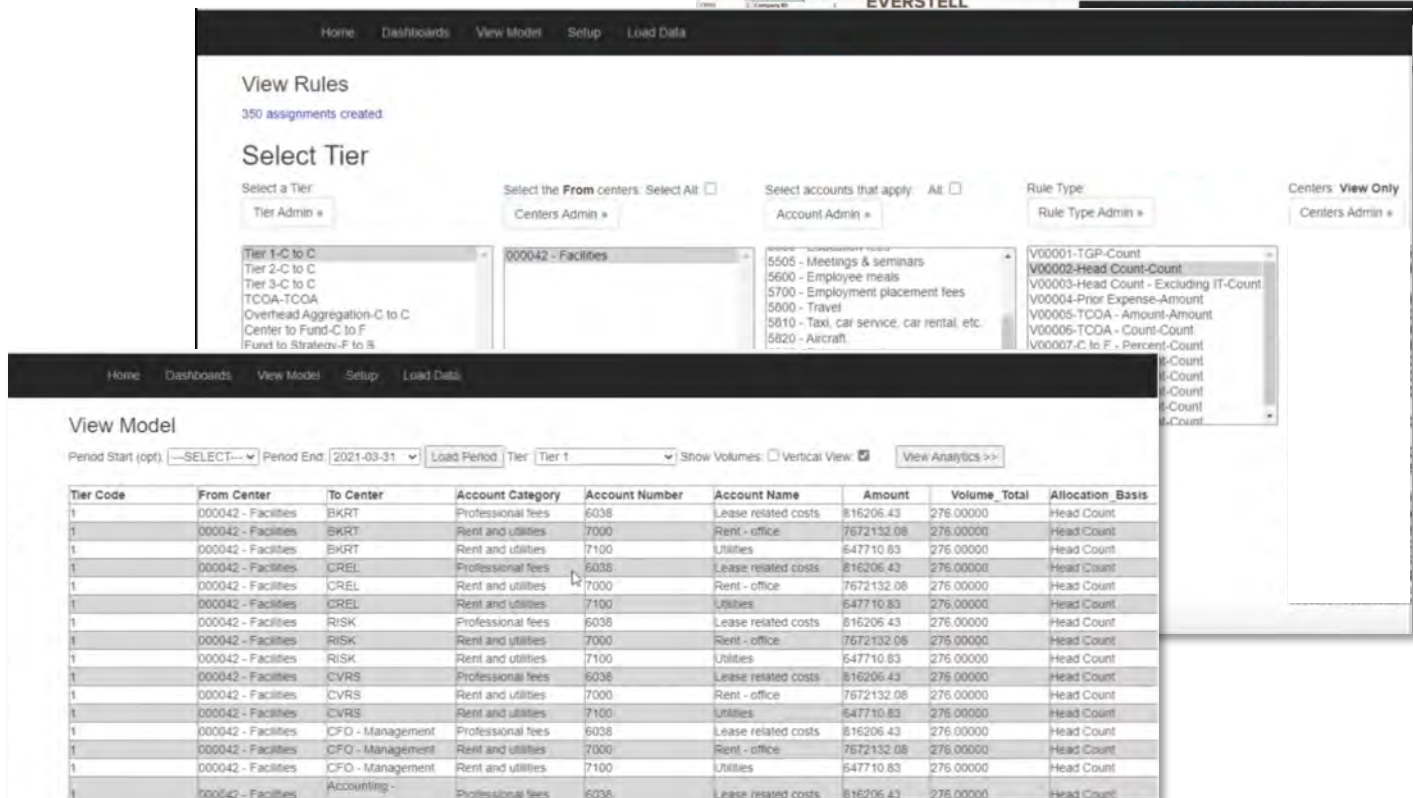 Company ID
EVERSTELL
Home Dashboards View Model Setup Load Data
View Rules
350 assignments created
Select Tier
Select a Tier
Tier Admin »
Select the From centers: Select All:
Centers Admin »
Select accounts that apply: All:
Account Admin »
Rule Type:
Rule Type Admin »
Centers: View Only
Centers Admin »
Tier 1-C to C
Tier 2-C to C
Tier 3-C to C
TCOA-TCOA
Overhead Aggregation-C to C
Center to Fund-C to F
Fund to Strategy-F to S
000042 - Facilities
5505 - Meetings & seminars
5600 - Employee meals
5700 - Employment placement fees
5800 - Travel
5810 - Taxi, car service, car rental, etc.
5820 - Aircraft
V00001-TGP-Count
V00002-Head Count-Count
V00003-Head Count - Excluding IT-Count
V00004-Prior Expense-Amount
V00005-TCOA - Amount-Amount
V00006-TCOA - Count-Count
V00007-C to F - Percent-Count
t-Count
t-Count
t-Count
t-Count
t-Count
Home Dashboards View Model Setup Load Data
View Model
Period Start (opt): ---SELECT--- Period End: 2021-03-31 Load Period Tier: Tier 1 Show Volumes: Vertical View: View Analytics >>
Tier Code From Center To Center Account Category Account Number Account Name Amount Volume_Total Allocation_Basis
1 000042 - Facilities BKRT Professional fees 6038 Lease related costs 816206.43 276.00000 Head Count
1 000042 - Facilities BKRT Rent and utilities 7000 Rent - office 7672132.08 276.00000 Head Count
1 000042 - Facilities BKRT Rent and utilities 7100 Utilities 647710.83 276.00000 Head Count
1 000042 - Facilities CREL Professional fees 6038 Lease related costs 816206.43 276.00000 Head Count
1 000042 - Facilities CREL Rent and utilities 7000 Rent - office 7672132.08 276.00000 Head Count
1 000042 - Facilities CREL Rent and utilities 7100 Utilities 647710.83 276.00000 Head Count
1 000042 - Facilities RISK Professional fees 6038 Lease related costs 816206.43 276.00000 Head Count
1 000042 - Facilities RISK Rent and utilities 7000 Rent - office 7672132.08 276.00000 Head Count
1 000042 - Facilities RISK Rent and utilities 7100 Utilities 647710.83 276.00000 Head Count
1 000042 - Facilities CVRS Professional fees 6038 Lease related costs 816206.43 276.00000 Head Count
1 000042 - Facilities CVRS Rent and utilities 7000 Rent - office 7672132.08 276.00000 Head Count
1 000042 - Facilities CVRS Rent and utilities 7100 Utilities 647710.83 276.00000 Head Count
1 000042 - Facilities CFO - Management Professional fees 6038 Lease related costs 816206.43 276.00000 Head Count
1 000042 - Facilities CFO - Management Rent and utilities 7000 Rent - office 7672132.08 276.00000 Head Count
1 000042 - Facilities CFO - Management Rent and utilities 7100 Utilities 647710.83 276.00000 Head Count
1 000042 - Facilities Accounting - Professional fees 6038 Lease related costs 816206.43 276.00000 Head Count